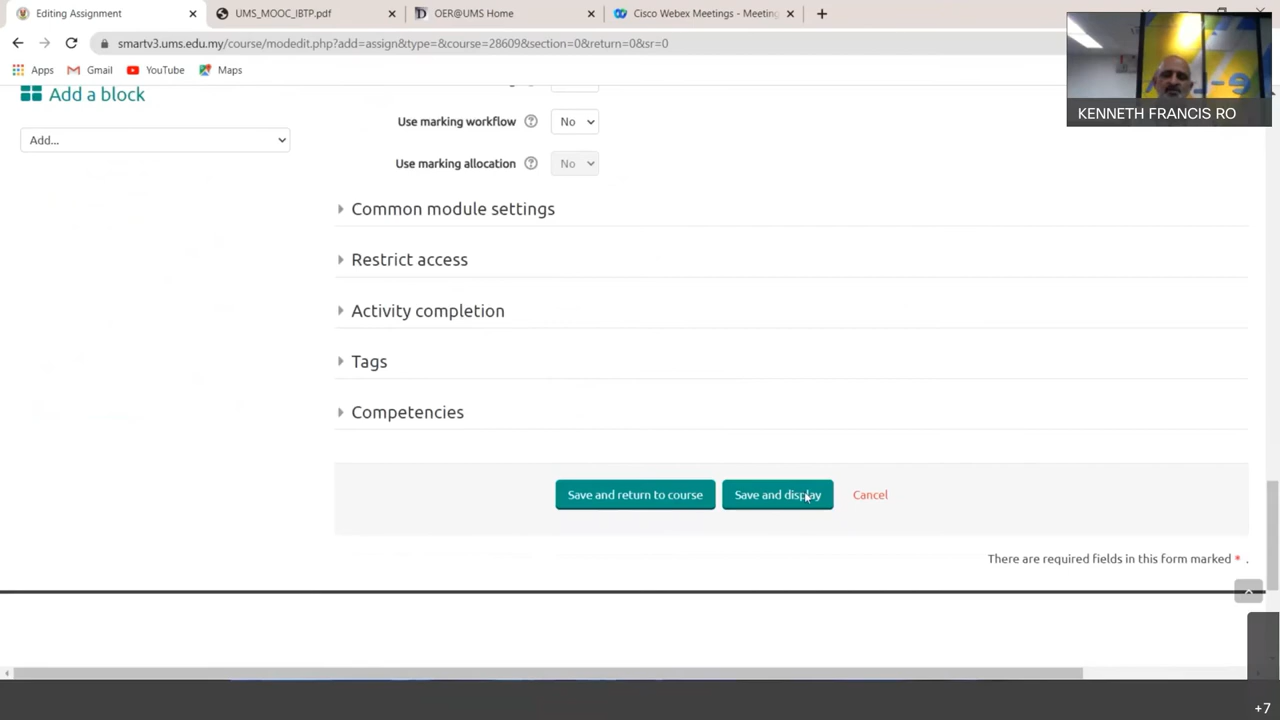 Editing Assignment
UMS_MOOC_IBTP.pdf
OER@UMS Home
Cisco Webex Meetings - Meeting
smartv3.ums.edu.my/course/modedit.php?add=assign&type=&course=28609&section=0&return=0&sr=0
Apps
Gmail
YouTube
Maps
KENNETH FRANCIS RO
Add a block
Add...
Use marking workflow
No
Use marking allocation
No
Common module settings
Restrict access
Activity completion
Tags
Competencies
Save and return to course
Save and display
Cancel
There are required fields in this form marked * .
+7